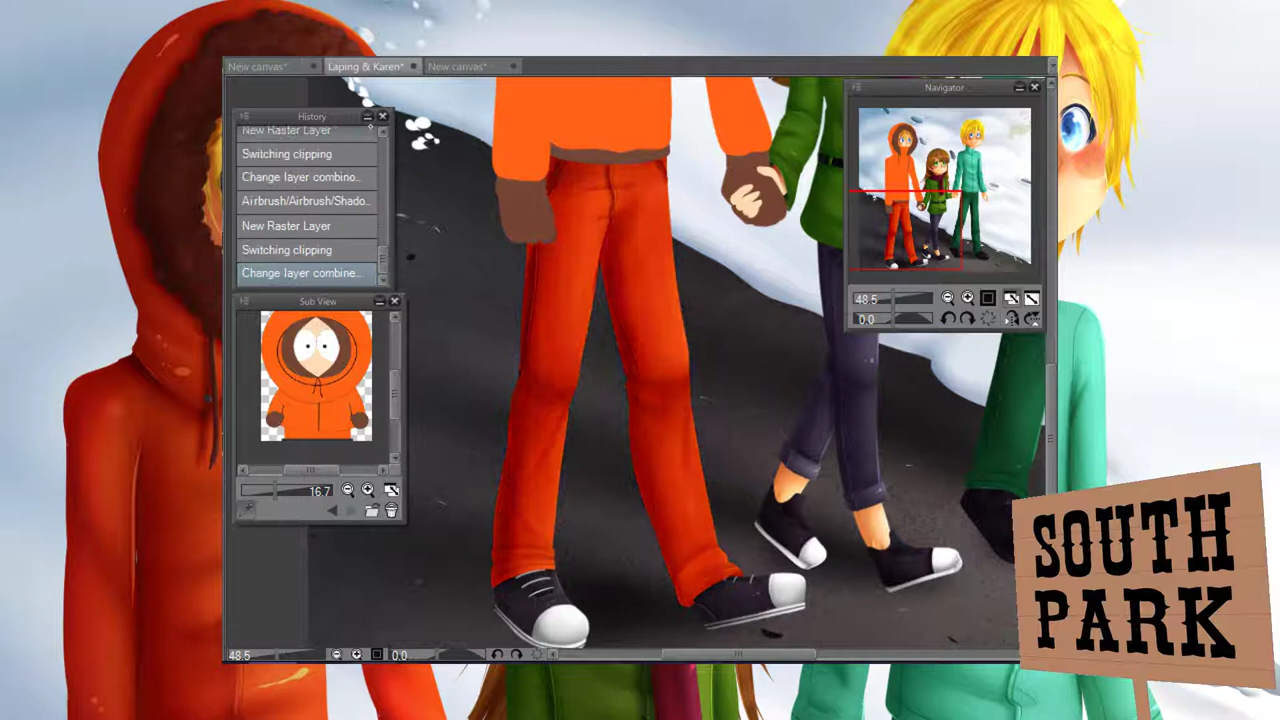 New canvas*
Laping & Karen*
New canvas*
Navigator
History
New Raster Layer
Switching clipping
Change layer combino..
Airbrush/Airbrush/Shado..
New Raster Layer
Switching clipping
Change layer combine...
48.5
0.0
Sub View
16.7
SOUTH
PARK
48.5
0.0